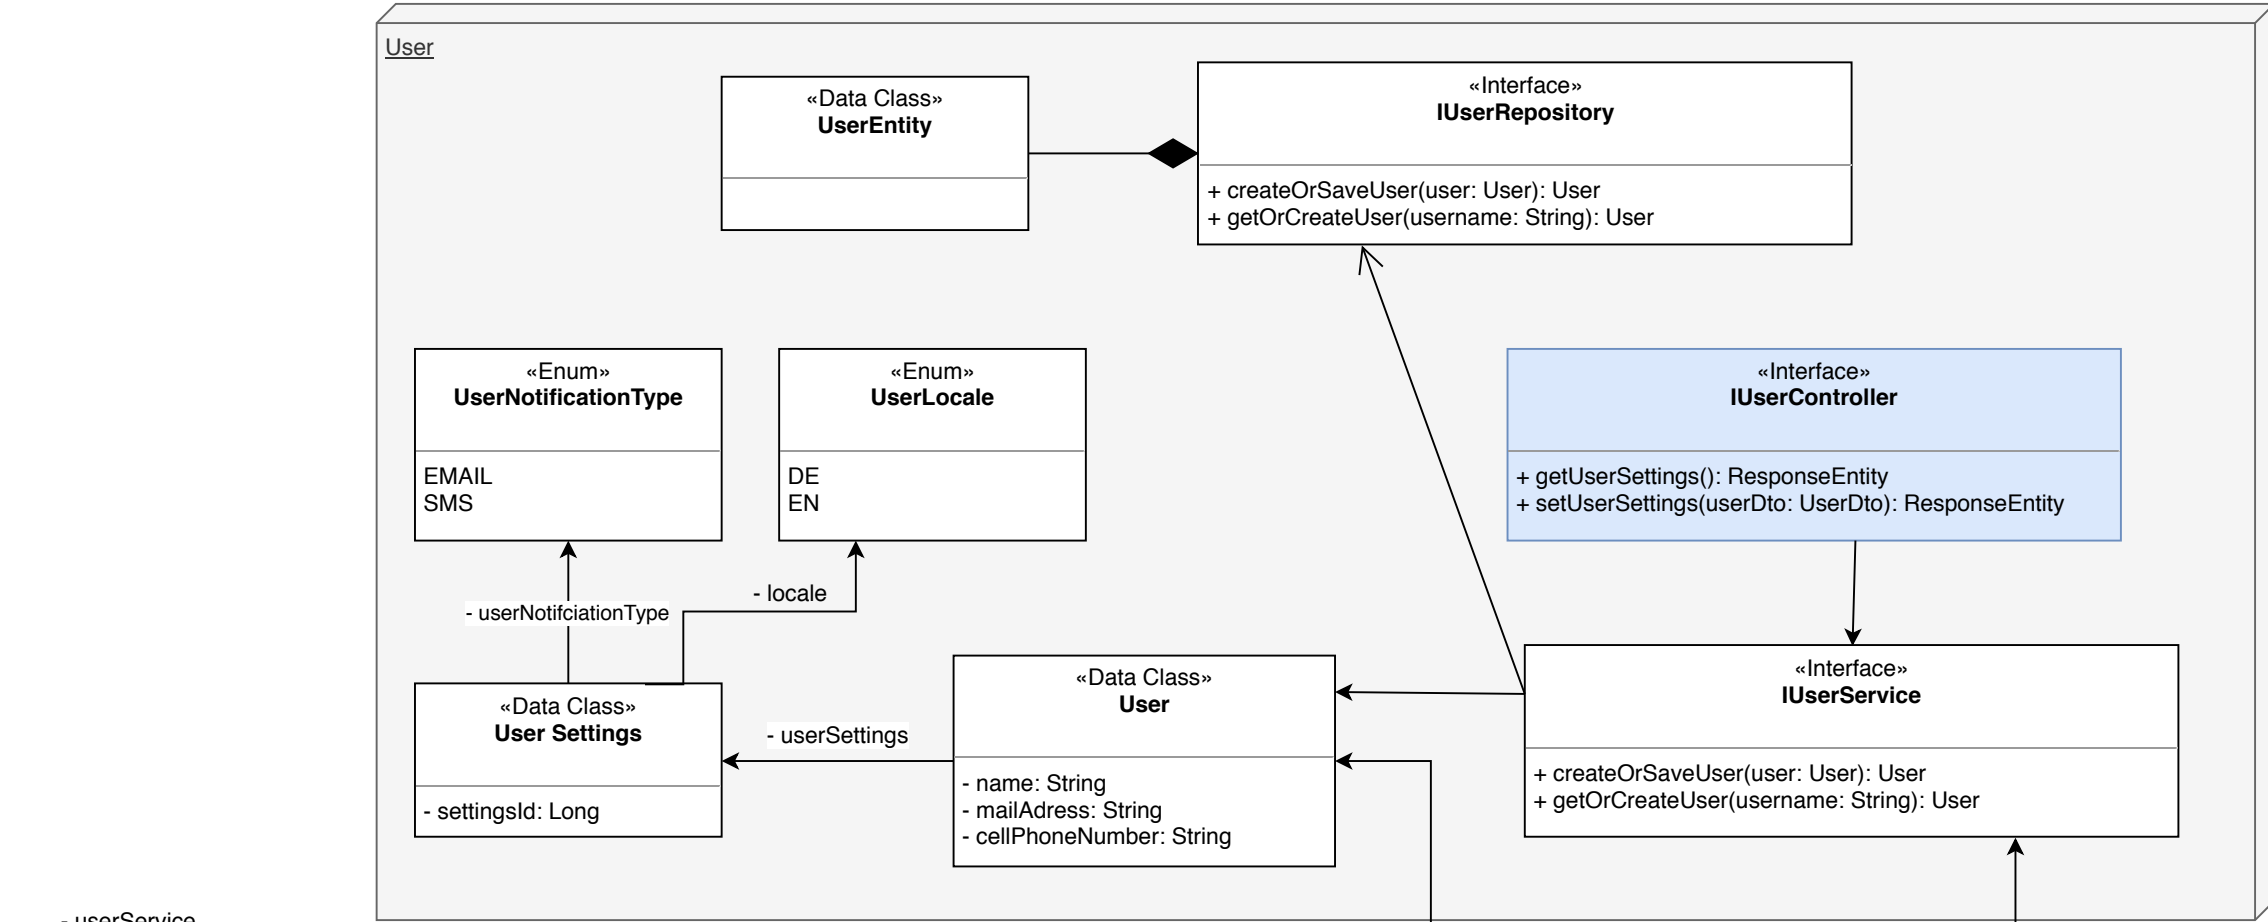 User
«Data Class»
UserEntity
«Interface»
IUserRepository
+ createOrSaveUser(user: User): User
+ getOrCreateUser(username: String): User
«Enum»
UserNotificationType
EMAIL
SMS
«Enum»
UserLocale
DE
EN
«Interface»
IUserController
+ getUserSettings(): ResponseEntity
+ setUserSettings(userDto: UserDto): ResponseEntity
- userNotifciationType
- locale
«Data Class»
User Settings
- settingsId: Long
- userSettings
«Data Class»
User
- name: String
- mailAdress: String
- cellPhoneNumber: String
«Interface»
IUserService
+ createOrSaveUser(user: User): User
+ getOrCreateUser(username: String): User
- userService